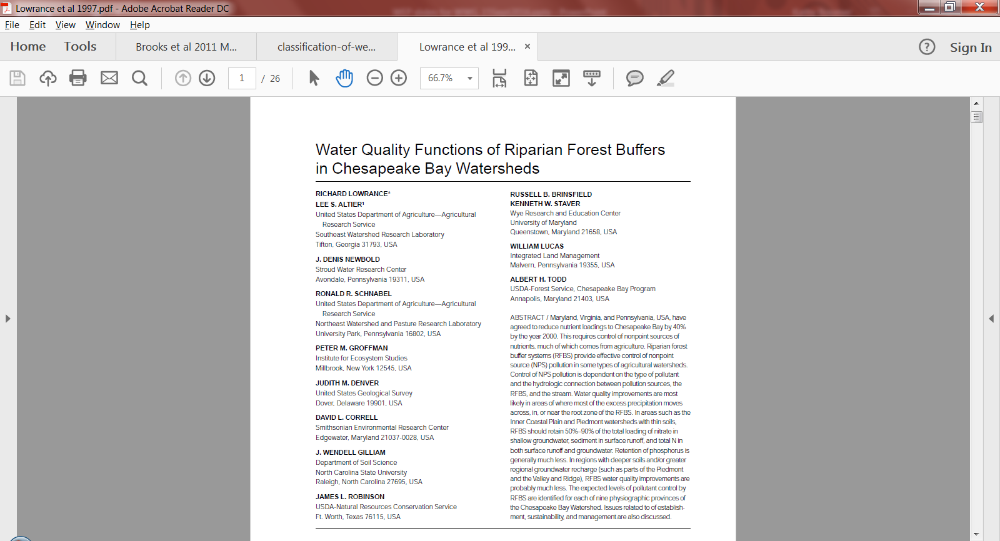 Lowrance et al 1997.pdf - Adobe Acrobat Reader DC
File Edit View Window Help
Home Tools Brooks et al 2011 M... classification-of-we... Lowrance et al 199... × ? Sign In
1 / 26 66.7%
Water Quality Functions of Riparian Forest Buffers
in Chesapeake Bay Watersheds
RICHARD LOWRANCE*
LEE S. ALTIER¹
United States Department of Agriculture—Agricultural
Research Service
Southeast Watershed Research Laboratory
Tifton, Georgia 31793, USA
J. DENIS NEWBOLD
Stroud Water Research Center
Avondale, Pennsylvania 19311, USA
RONALD R. SCHNABEL
United States Department of Agriculture—Agricultural
Research Service
Northeast Watershed and Pasture Research Laboratory
University Park, Pennsylvania 16802, USA
PETER M. GROFFMAN
Institute for Ecosystem Studies
Millbrook, New York 12545, USA
JUDITH M. DENVER
United States Geological Survey
Dover, Delaware 19901, USA
DAVID L. CORRELL
Smithsonian Environmental Research Center
Edgewater, Maryland 21037-0028, USA
J. WENDELL GILLIAM
Department of Soil Science
North Carolina State University
Raleigh, North Carolina 27695, USA
JAMES L. ROBINSON
USDA-Natural Resources Conservation Service
Ft. Worth, Texas 76115, USA
RUSSELL B. BRINSFIELD
KENNETH W. STAVER
Wye Research and Education Center
University of Maryland
Queenstown, Maryland 21658, USA
WILLIAM LUCAS
Integrated Land Management
Malvern, Pennsylvania 19355, USA
ALBERT H. TODD
USDA-Forest Service, Chesapeake Bay Program
Annapolis, Maryland 21403, USA
ABSTRACT / Maryland, Virginia, and Pennsylvania, USA, have
agreed to reduce nutrient loadings to Chesapeake Bay by 40%
by the year 2000. This requires control of nonpoint sources of
nutrients, much of which comes from agriculture. Riparian forest
buffer systems (RFBS) provide effective control of nonpoint
source (NPS) pollution in some types of agricultural watersheds.
Control of NPS pollution is dependent on the type of pollutant
and the hydrologic connection between pollution sources, the
RFBS, and the stream. Water quality improvements are most
likely in areas of where most of the excess precipitation moves
across, in, or near the root zone of the RFBS. In areas such as the
Inner Coastal Plain and Piedmont watersheds with thin soils,
RFBS should retain 50%–90% of the total loading of nitrate in
shallow groundwater, sediment in surface runoff, and total N in
both surface runoff and groundwater. Retention of phosphorus is
generally much less. In regions with deeper soils and/or greater
regional groundwater recharge (such as parts of the Piedmont
and the Valley and Ridge), RFBS water quality improvements are
probably much less. The expected levels of pollutant control by
RFBS are identified for each of nine physiographic provinces of
the Chesapeake Bay Watershed. Issues related to of establish-
ment, sustainability, and management are also discussed.